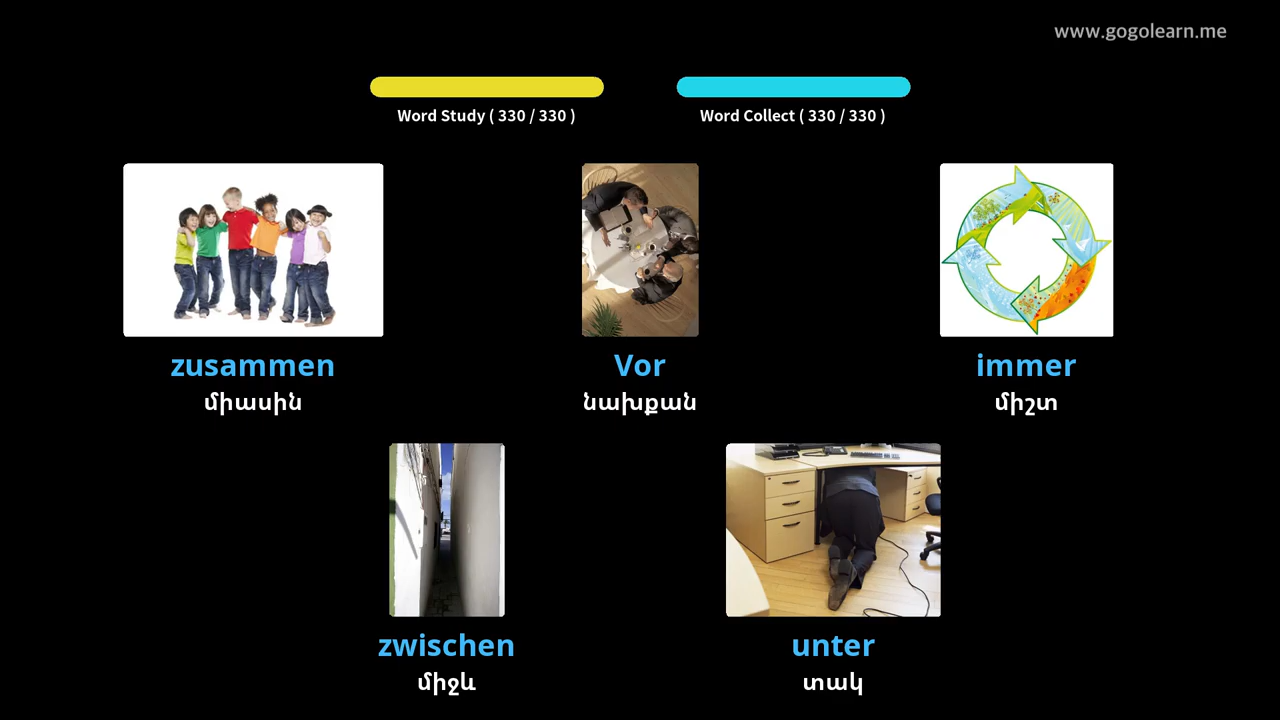 www.gogolearn.me
Word Study ( 330 / 330 )
Word Collect ( 330 / 330 )
zusammen
միասին
Vor
նախքան
immer
միշտ
zwischen
միջև
unter
տակ